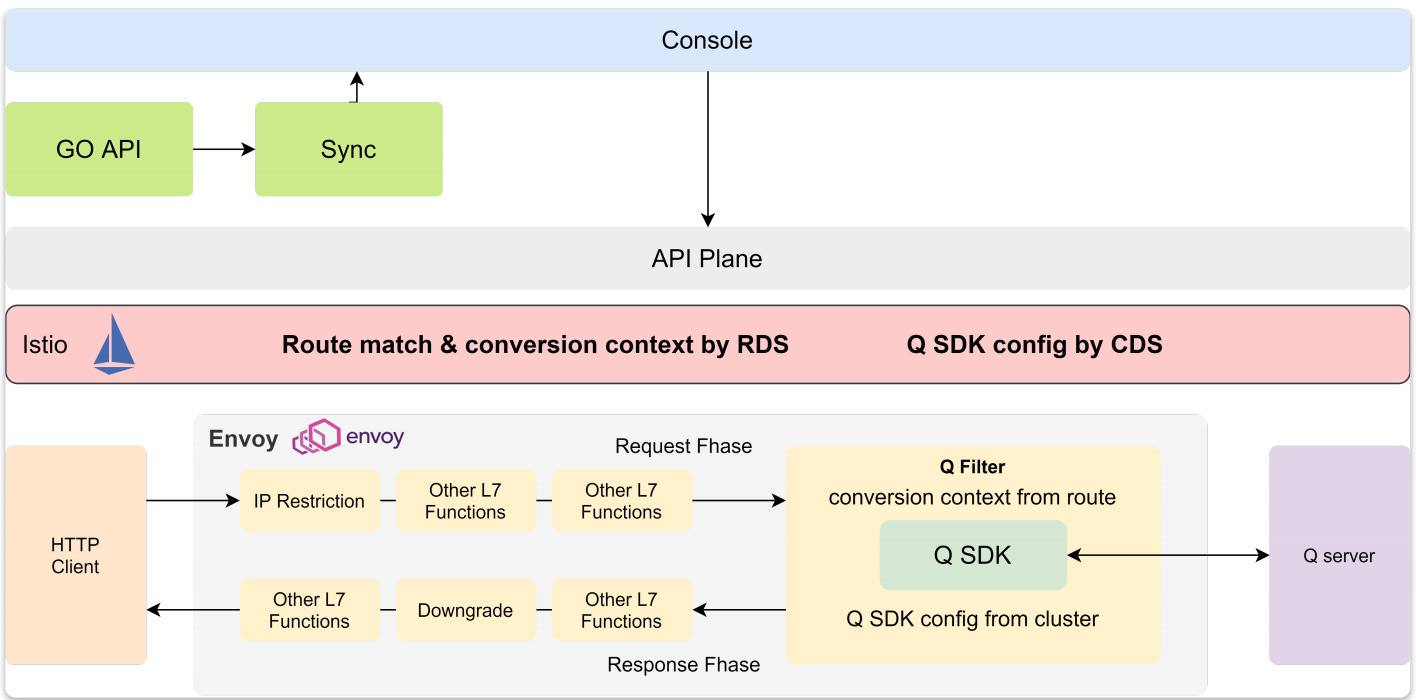 Console
GO API
Sync
API Plane
Istio
Route match & conversion context by RDS
Q SDK config by CDS
Envoy
envoy
Request Fhase
HTTP
Client
IP Restriction
Other L7
Functions
Other L7
Functions
Q Filter
conversion context from route
Q SDK
Q SDK config from cluster
Q server
Other L7
Functions
Downgrade
Other L7
Functions
Response Fhase